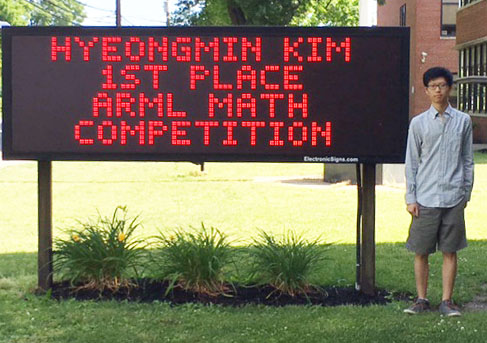 HYEONGMIN KIM
1ST PLACE
ARML MATH
COMPETITION
ElectronicSigns.com